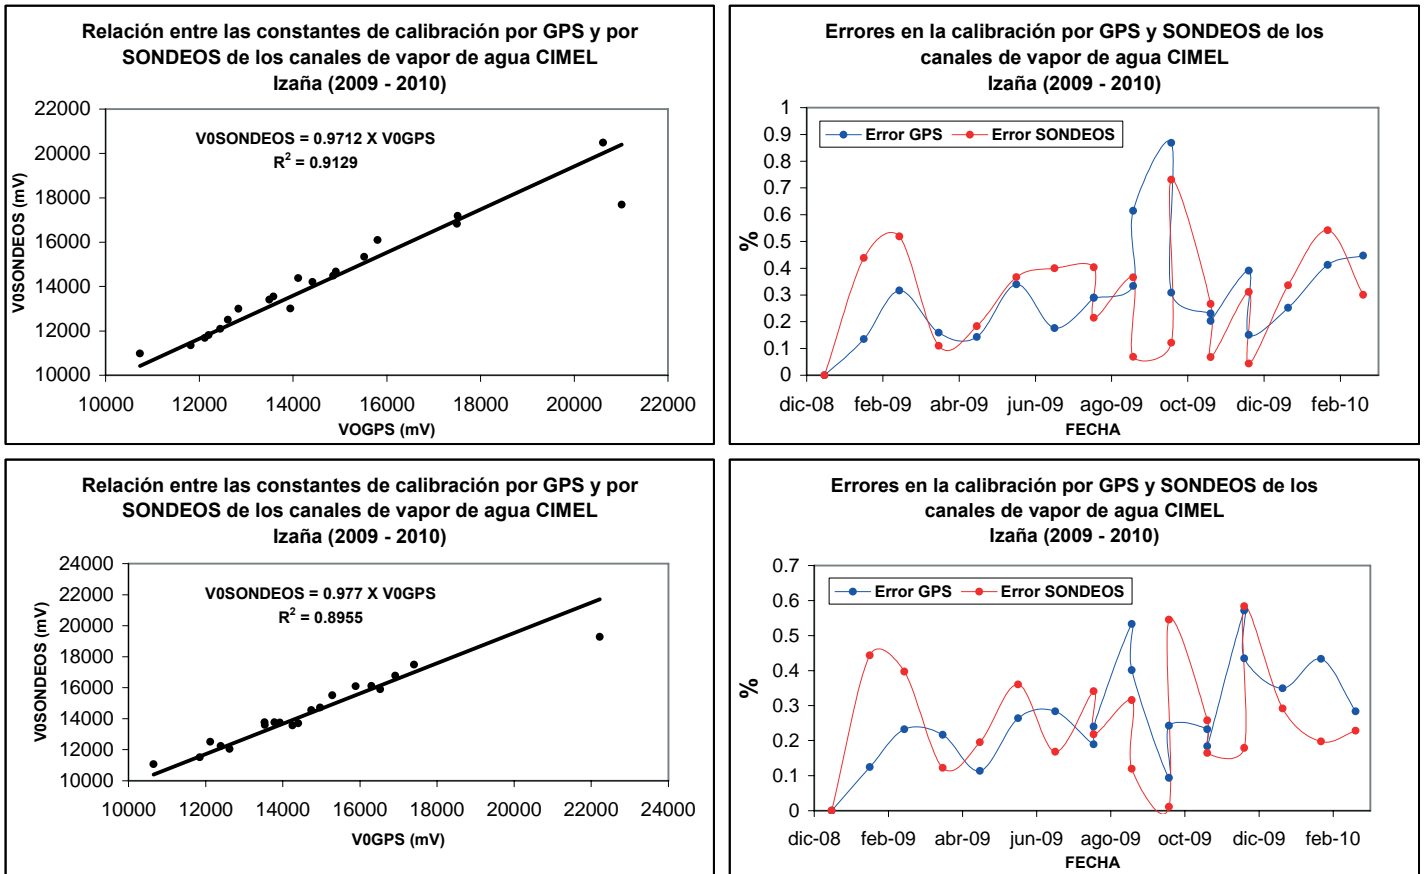 Relación entre las constantes de calibración por GPS y por
SONDEOS de los canales de vapor de agua CIMEL
Izaña (2009 - 2010)
V0SONDEOS = 0.9712 X V0GPS
R² = 0.9129
22000
20000
18000
16000
14000
12000
10000
V0SONDEOS (mV)
10000 12000 14000 16000 18000 20000 22000
VOGPS (mV)
Errores en la calibración por GPS y SONDEOS de los
canales de vapor de agua CIMEL
Izaña (2009 - 2010)
Error GPS Error SONDEOS
1
0.9
0.8
0.7
0.6
0.5
0.4
0.3
0.2
0.1
0
%
dic-08 feb-09 abr-09 jun-09 ago-09 oct-09 dic-09 feb-10
FECHA
Relación entre las constantes de calibración por GPS y por
SONDEOS de los canales de vapor de agua CIMEL
Izaña (2009 - 2010)
V0SONDEOS = 0.977 X V0GPS
R² = 0.8955
24000
22000
20000
18000
16000
14000
12000
10000
V0SONDEOS (mV)
10000 12000 14000 16000 18000 20000 22000 24000
V0GPS (mV)
Errores en la calibración por GPS y SONDEOS de los
canales de vapor de agua CIMEL
Izaña (2009 - 2010)
Error GPS Error SONDEOS
0.7
0.6
0.5
0.4
0.3
0.2
0.1
0
%
dic-08 feb-09 abr-09 jun-09 ago-09 oct-09 dic-09 feb-10
FECHA